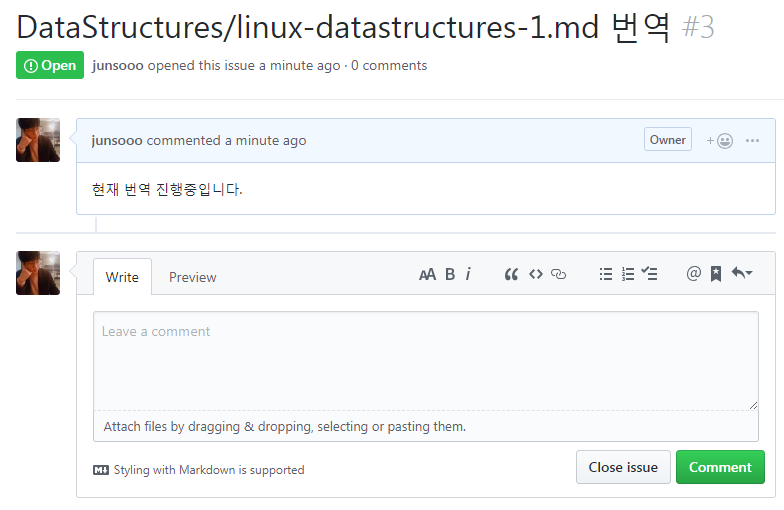 DataStructures/linux-datastructures-1.md 번역 #3
Open junsooo opened this issue a minute ago · 0 comments
junsooo commented a minute ago Owner
현재 번역 진행중입니다.
Write Preview
Leave a comment
Attach files by dragging & dropping, selecting or pasting them.
Styling with Markdown is supported Close issue Comment